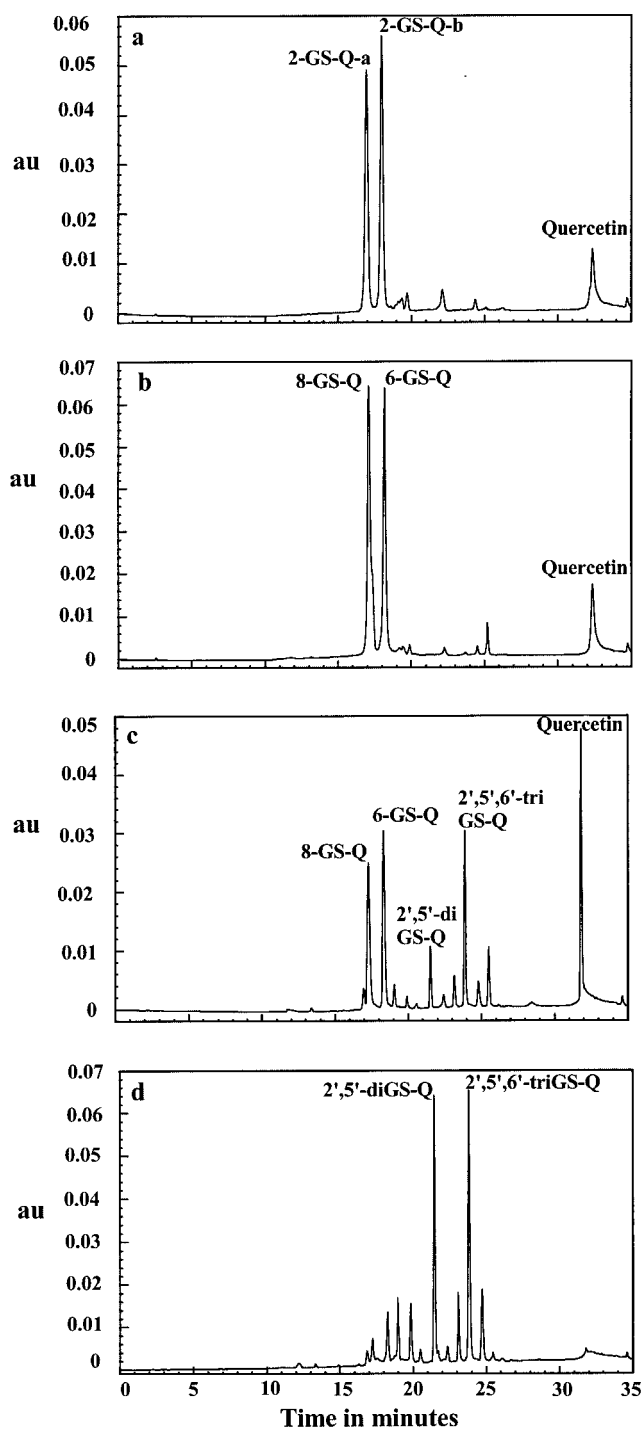 a
0.06
0.05
0.04
0.03
0.02
0.01
0
au
2-GS-Q-a
2-GS-Q-b
Quercetin
b
0.07
0.06
0.05
0.04
0.03
0.02
0.01
0
au
8-GS-Q
6-GS-Q
Quercetin
c
0.05
0.04
0.03
0.02
0.01
0
au
8-GS-Q
6-GS-Q
2',5'-di
GS-Q
2',5',6'-tri
GS-Q
Quercetin
d
0.07
0.06
0.05
0.04
0.03
0.02
0.01
0
au
2',5'-diGS-Q
2',5',6'-triGS-Q
0 10 15 20 25 30 35
Time in minutes